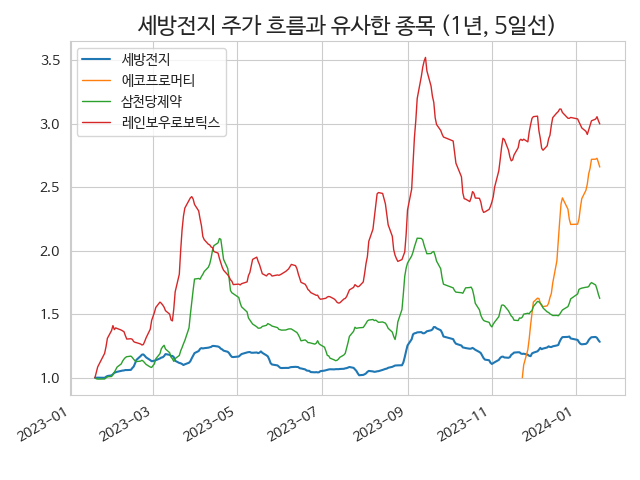 세방전지 주가 흐름과 유사한 종목 (1년, 5일선)
세방전지
에코프로머티
삼천당제약
레인보우로보틱스
3.5
3.0
2.5
2.0
1.5
1.0
2023-01
2023-03
2023-05
2023-07
2023-09
2023-11
2024-01